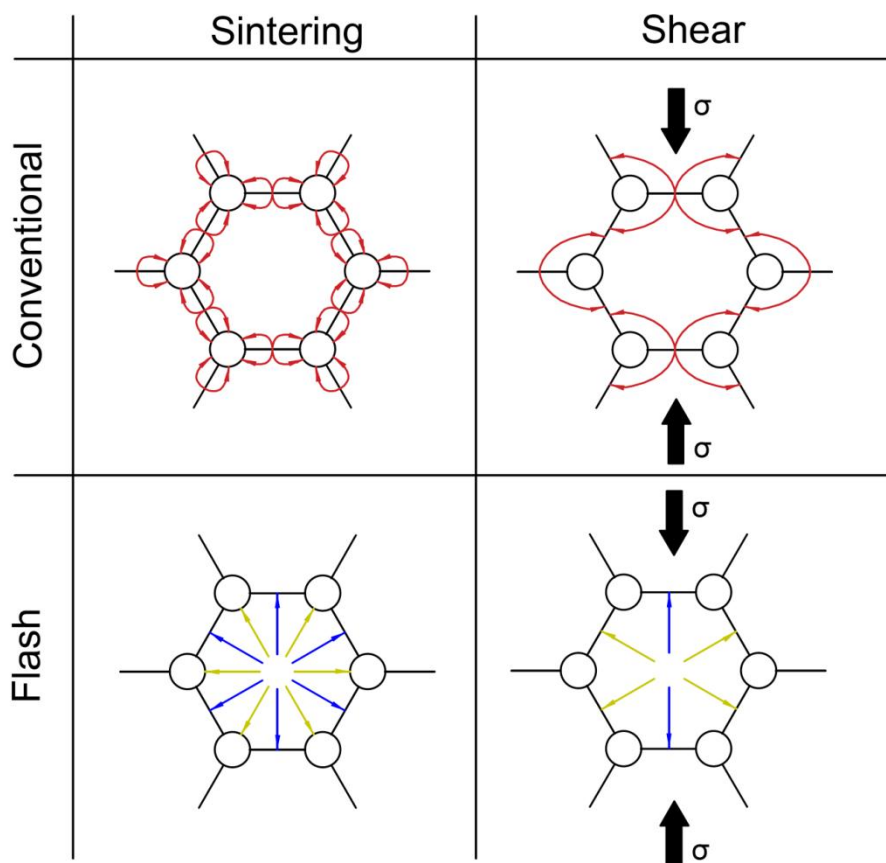 Sintering
Shear
Conventional
σ
σ
Flash
σ
σ